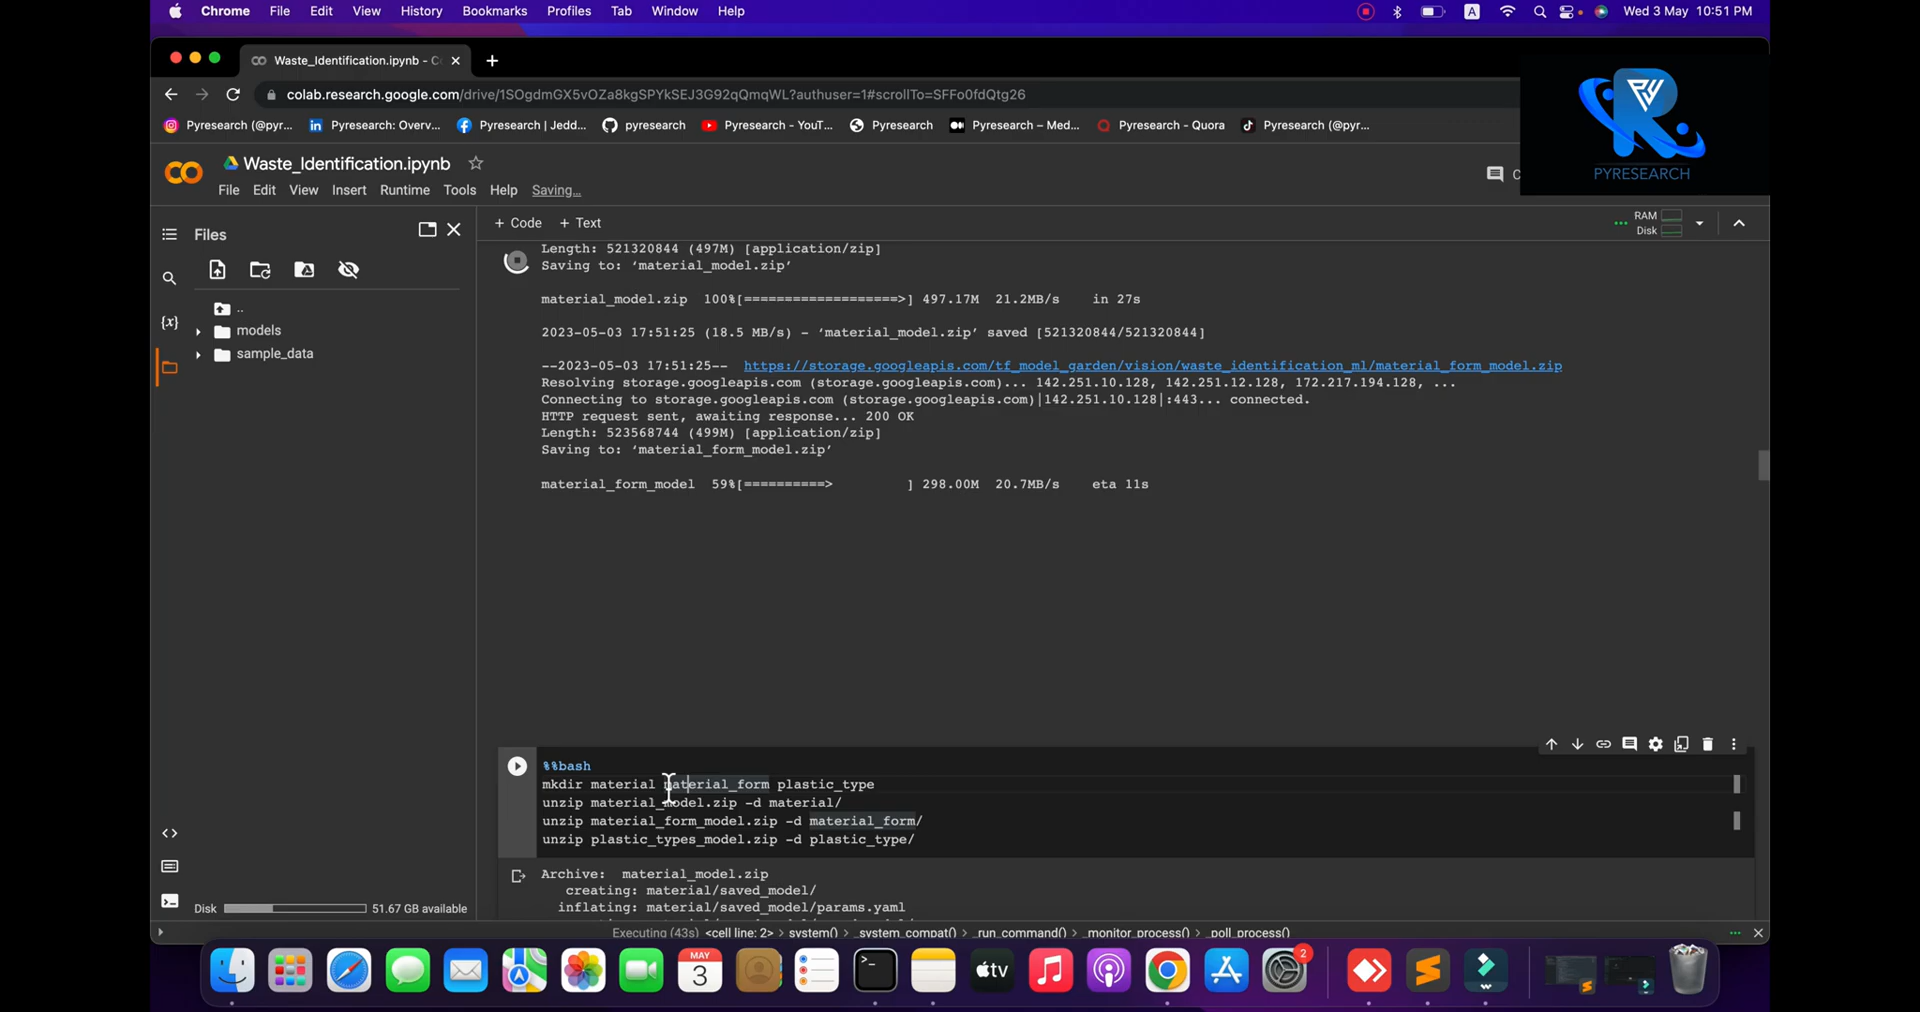 Chrome File Edit View History Bookmarks Profiles Tab Window Help A Wed 3 May 10:51 PM
Waste_Identification.ipynb - C
colab.research.google.com/drive/1SOgdmGX5vOZa8kgSPYkSEJ3G92qQmqWL?authuser=1#scrollTo=SFFo0fdQtg26
Pyresearch (@pyr... Pyresearch: Overv... Pyresearch | Jedd... pyresearch Pyresearch - YouT... Pyresearch Pyresearch – Med... Pyresearch - Quora Pyresearch (@pyr...
PYRESEARCH
Waste_Identification.ipynb
File Edit View Insert Runtime Tools Help Saving...
Files
+ Code + Text
RAM
Disk
..
models
sample_data
Length: 521320844 (497M) [application/zip]
Saving to: ‘material_model.zip’
material_model.zip 100%[===================>] 497.17M 21.2MB/s in 27s
2023-05-03 17:51:25 (18.5 MB/s) - ‘material_model.zip’ saved [521320844/521320844]
--2023-05-03 17:51:25-- https://storage.googleapis.com/tf_model_garden/vision/waste_identification_ml/material_form_model.zip
Resolving storage.googleapis.com (storage.googleapis.com)... 142.251.10.128, 142.251.12.128, 172.217.194.128, ...
Connecting to storage.googleapis.com (storage.googleapis.com)|142.251.10.128|:443... connected.
HTTP request sent, awaiting response... 200 OK
Length: 523568744 (499M) [application/zip]
Saving to: ‘material_form_model.zip’
material_form_model 59%[==========> ] 298.00M 20.7MB/s eta 11s
%%bash
mkdir material material_form plastic_type
unzip material_model.zip -d material/
unzip material_form_model.zip -d material_form/
unzip plastic_types_model.zip -d plastic_type/
Archive: material_model.zip
creating: material/saved_model/
inflating: material/saved_model/params.yaml
Disk 51.67 GB available
Executing (43s) <cell line: 2> > system() > _system_compat() > _run_command() > _monitor_process() > _poll_process()
MAY
3
tv
2